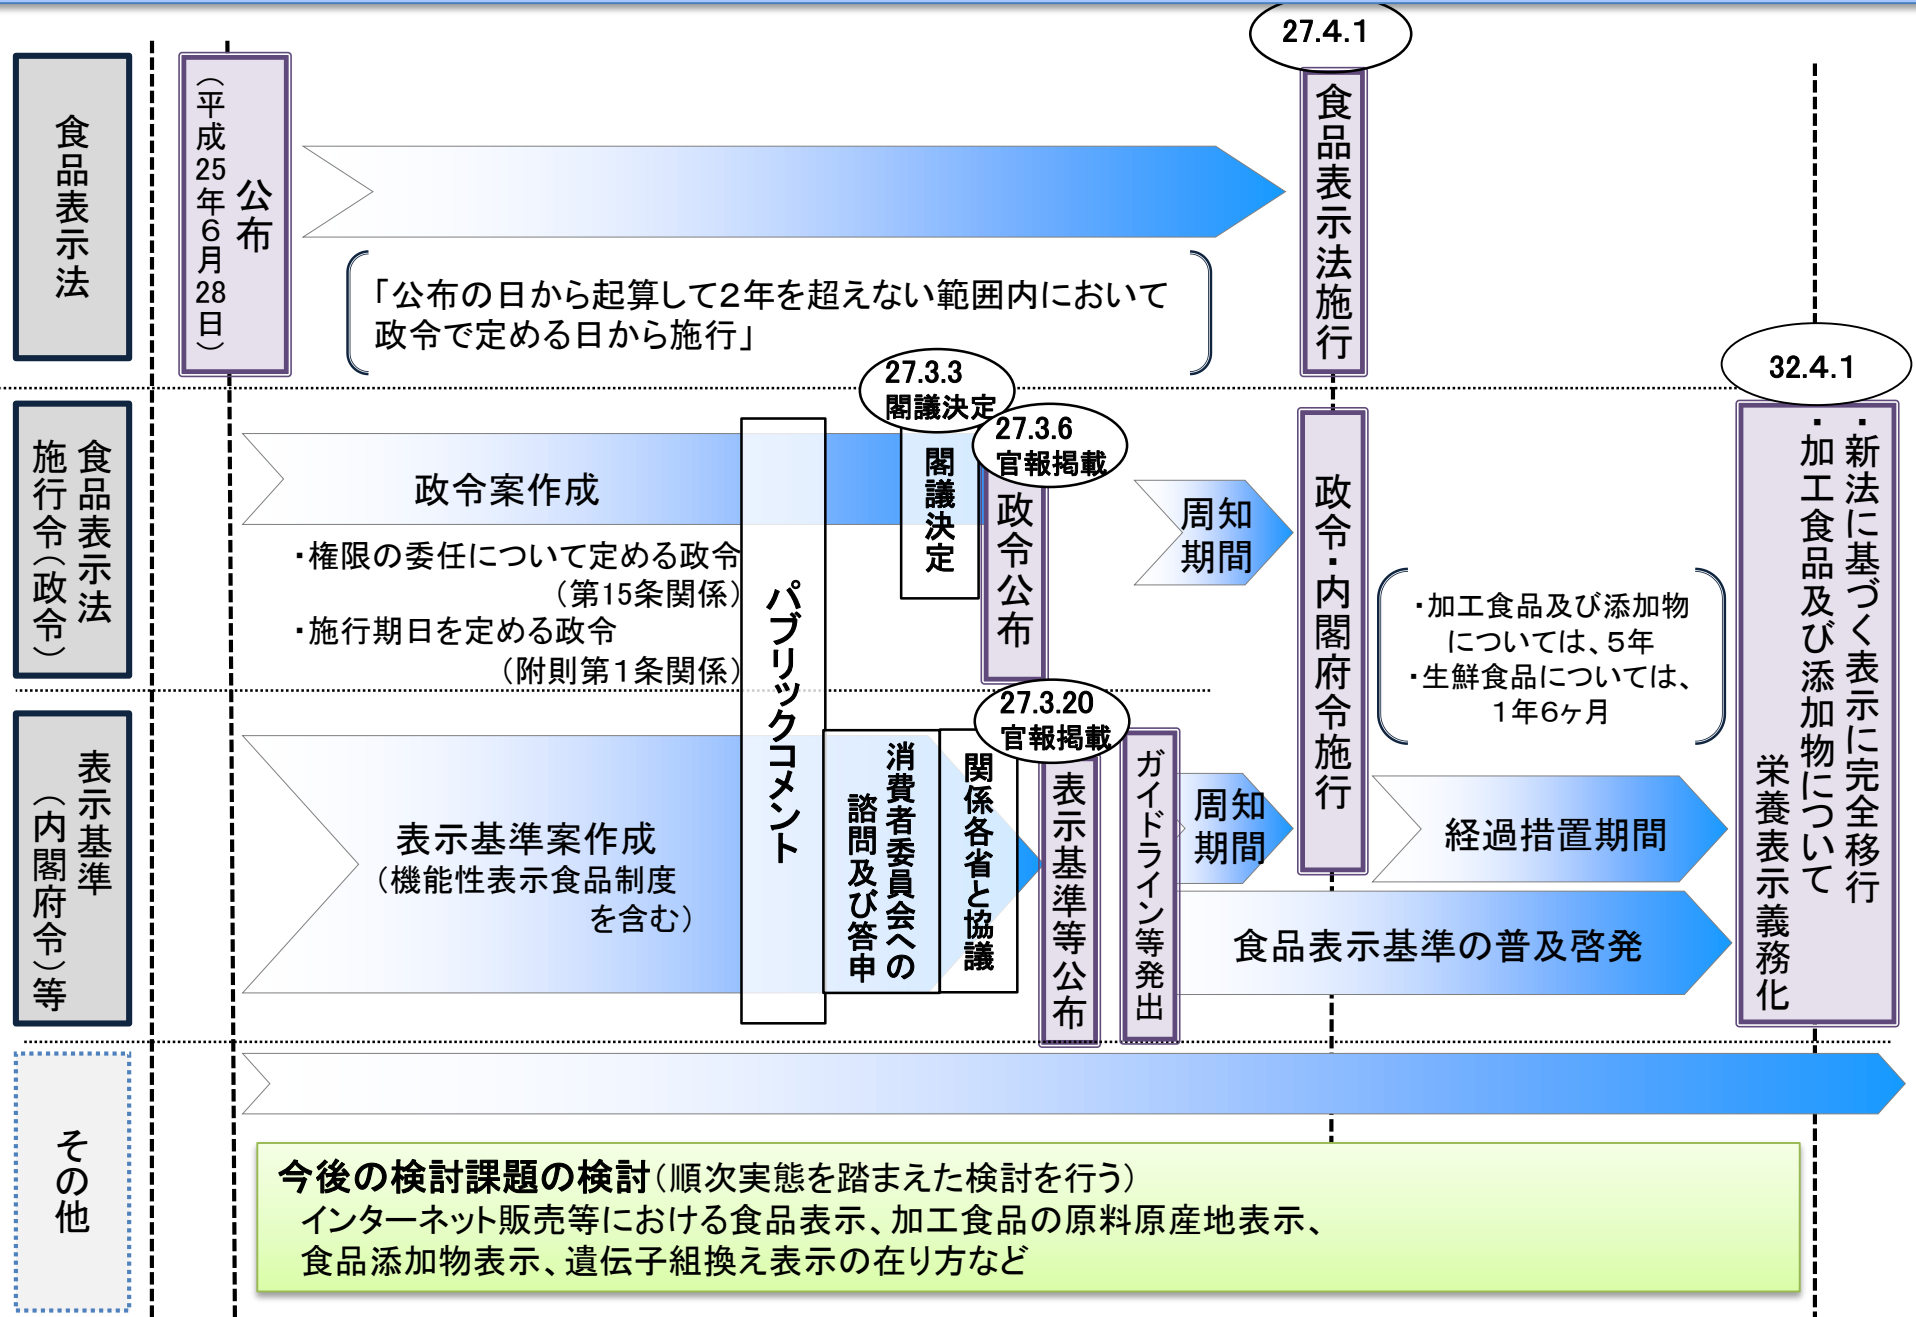 27.4.1
食品表示法
公布
（平成25年6月28日）
食品表示法施行
「公布の日から起算して2年を超えない範囲内において
政令で定める日から施行」
32.4.1
27.3.3
閣議決定
27.3.6
官報掲載
食品表示法
施行令（政令）
政令案作成
・権限の委任について定める政令
（第15条関係）
・施行期日を定める政令
（附則第1条関係）
パブリックコメント
閣議決定
政令公布
周知
期間
政令・内閣府令施行
・加工食品及び添加物
については、5年
・生鮮食品については、
1年6ヶ月
・新法に基づく表示に完全移行
・加工食品及び添加物について
栄養表示義務化
27.3.20
官報掲載
表示基準
（内閣府令）等
表示基準案作成
（機能性表示食品制度
を含む）
消費者委員会への
諮問及び答申
関係各省と協議
表示基準等公布
ガイドライン等発出
周知
期間
経過措置期間
食品表示基準の普及啓発
その他
今後の検討課題の検討（順次実態を踏まえた検討を行う）
インターネット販売等における食品表示、加工食品の原料原産地表示、
食品添加物表示、遺伝子組換え表示の在り方など